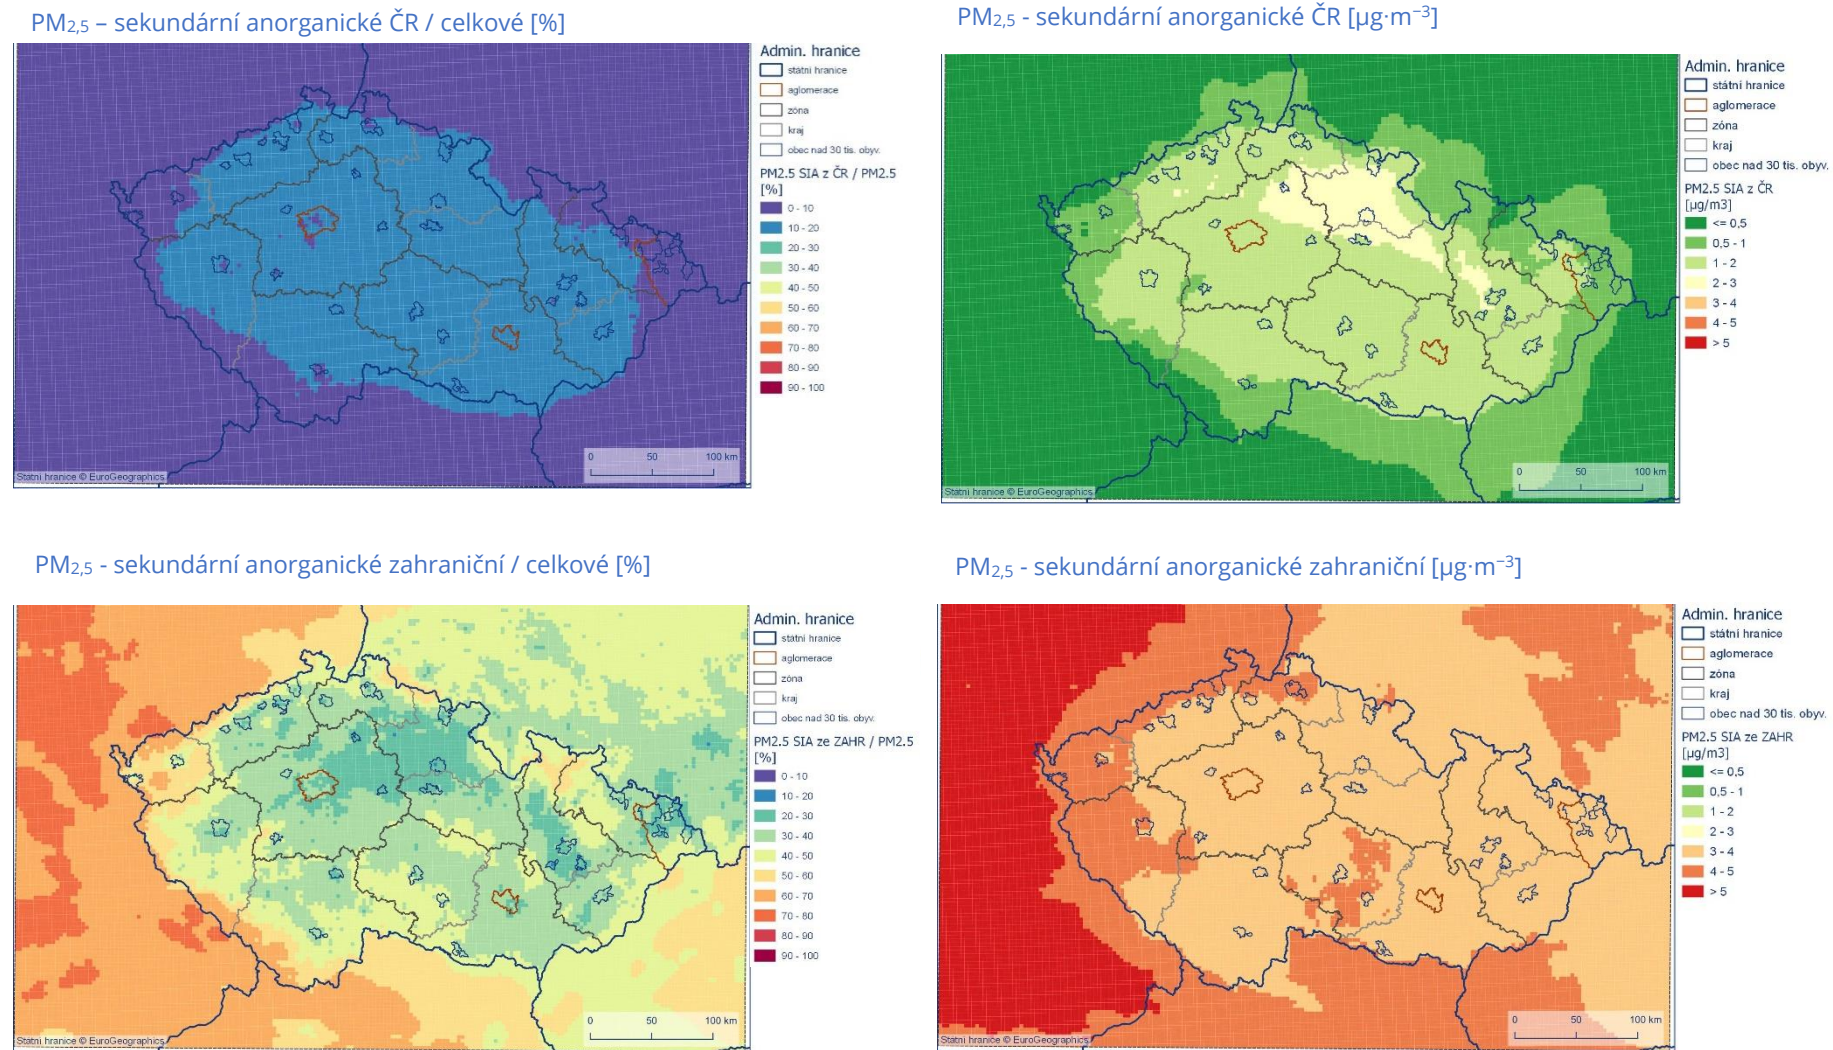 PM2,5 – sekundární anorganické ČR / celkové [%]
Admin. hranice
státní hranice
aglomerace
zóna
kraj
obec nad 30 tis. obyv.
PM2.5 SIA z ČR / PM2.5
[%]
0 - 10
10 - 20
20 - 30
30 - 40
40 - 50
50 - 60
60 - 70
70 - 80
80 - 90
90 - 100
0 50 100 km
Státní hranice © EuroGeographics
PM2,5 - sekundární anorganické ČR [µg·m−3]
Admin. hranice
státní hranice
aglomerace
zóna
kraj
obec nad 30 tis. obyv.
PM2.5 SIA z ČR
[µg/m3]
<= 0,5
0,5 - 1
1 - 2
2 - 3
3 - 4
4 - 5
> 5
0 50 100 km
Státní hranice © EuroGeographics
PM2,5 - sekundární anorganické zahraniční / celkové [%]
Admin. hranice
státní hranice
aglomerace
zóna
kraj
obec nad 30 tis. obyv.
PM2.5 SIA ze ZAHR / PM2.5
[%]
0 - 10
10 - 20
20 - 30
30 - 40
40 - 50
50 - 60
60 - 70
70 - 80
80 - 90
90 - 100
0 50 100 km
Státní hranice © EuroGeographics
PM2,5 - sekundární anorganické zahraniční [µg·m−3]
Admin. hranice
státní hranice
aglomerace
zóna
kraj
obec nad 30 tis. obyv.
PM2.5 SIA ze ZAHR
[µg/m3]
<= 0,5
0,5 - 1
1 - 2
2 - 3
3 - 4
4 - 5
> 5
0 50 100 km
Státní hranice © EuroGeographics